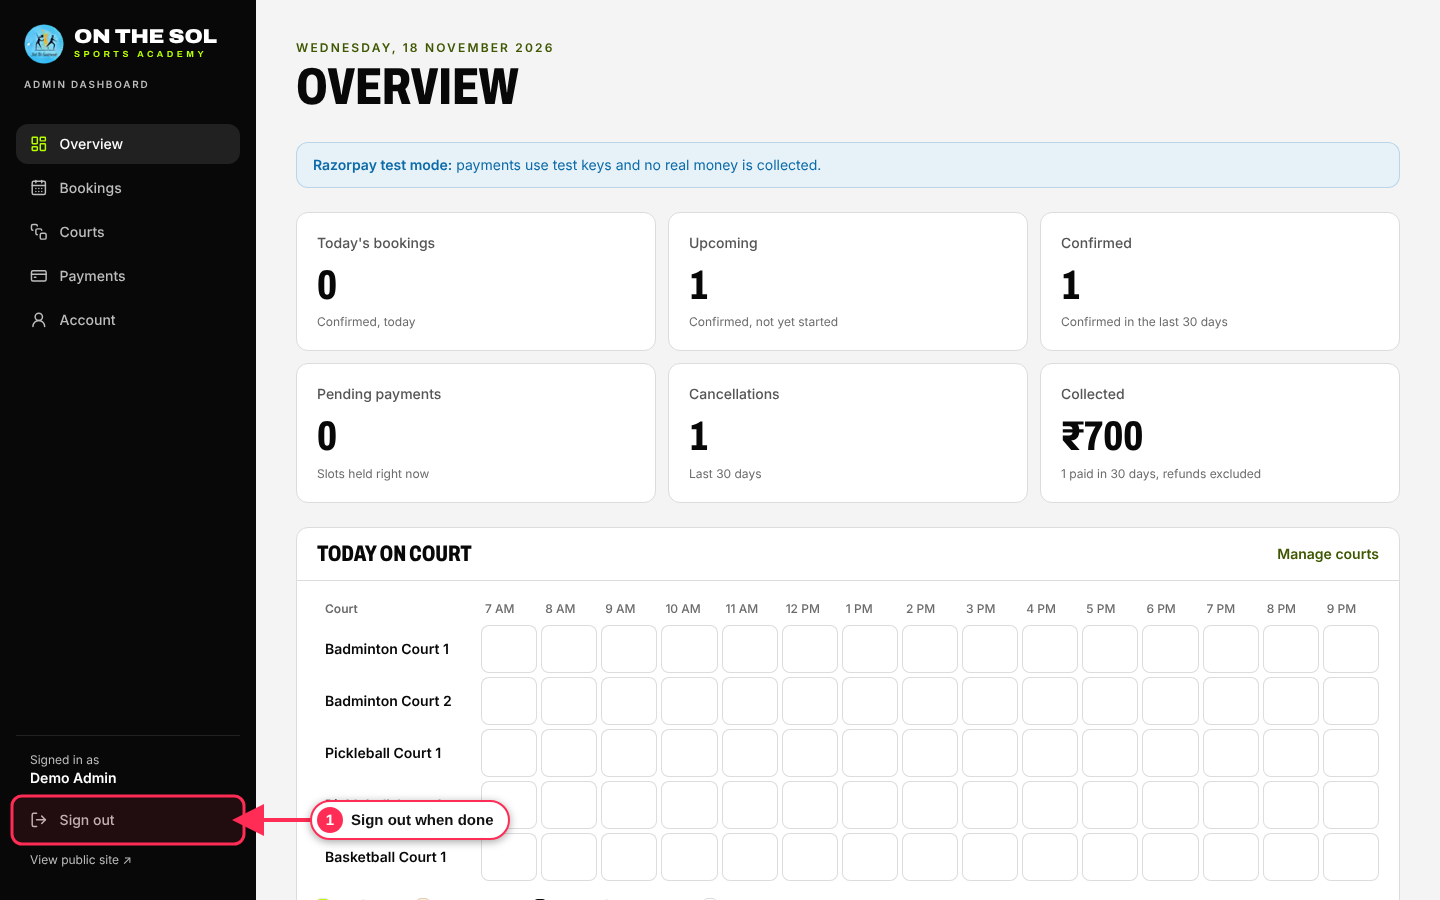 ON THE SOL
SPORTS ACADEMY
ADMIN DASHBOARD
Overview
Bookings
Courts
Payments
Account
Signed in as
Demo Admin
Sign out
View public site ↗
WEDNESDAY, 18 NOVEMBER 2026
OVERVIEW
Razorpay test mode: payments use test keys and no real money is collected.
Today's bookings
0
Confirmed, today
Upcoming
1
Confirmed, not yet started
Confirmed
1
Confirmed in the last 30 days
Pending payments
0
Slots held right now
Cancellations
1
Last 30 days
Collected
₹700
1 paid in 30 days, refunds excluded
TODAY ON COURT
Manage courts
Court 7 AM 8 AM 9 AM 10 AM 11 AM 12 PM 1 PM 2 PM 3 PM 4 PM 5 PM 6 PM 7 PM 8 PM 9 PM
Badminton Court 1
Badminton Court 2
Pickleball Court 1
1 Sign out when done
Basketball Court 1